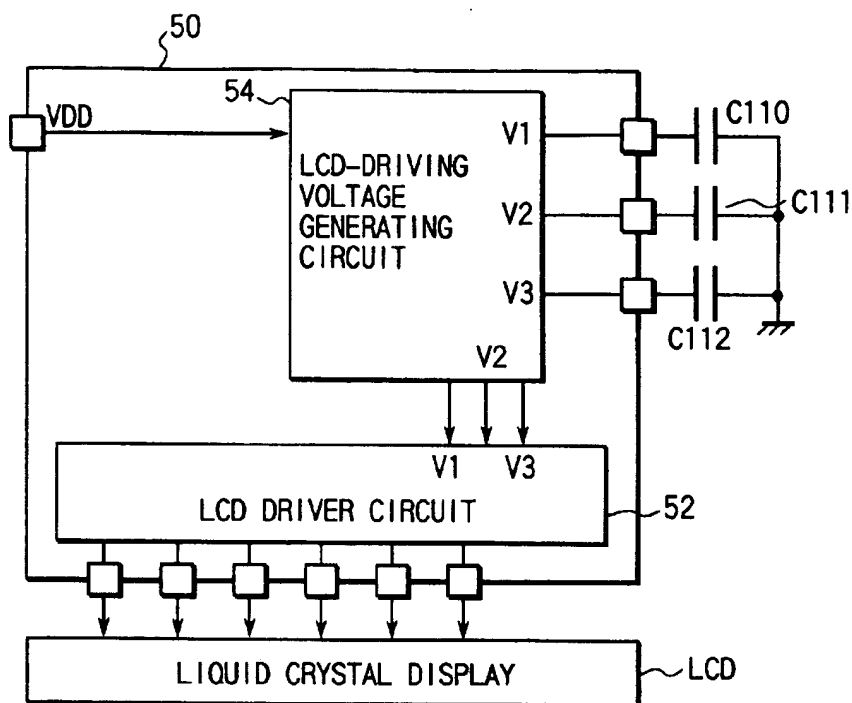 50
VDD
54
LCD-DRIVING
VOLTAGE
GENERATING
CIRCUIT
V1
V2
V3
V2
C110
C111
C112
V1 V3
LCD DRIVER CIRCUIT
52
LIQUID CRYSTAL DISPLAY
LCD